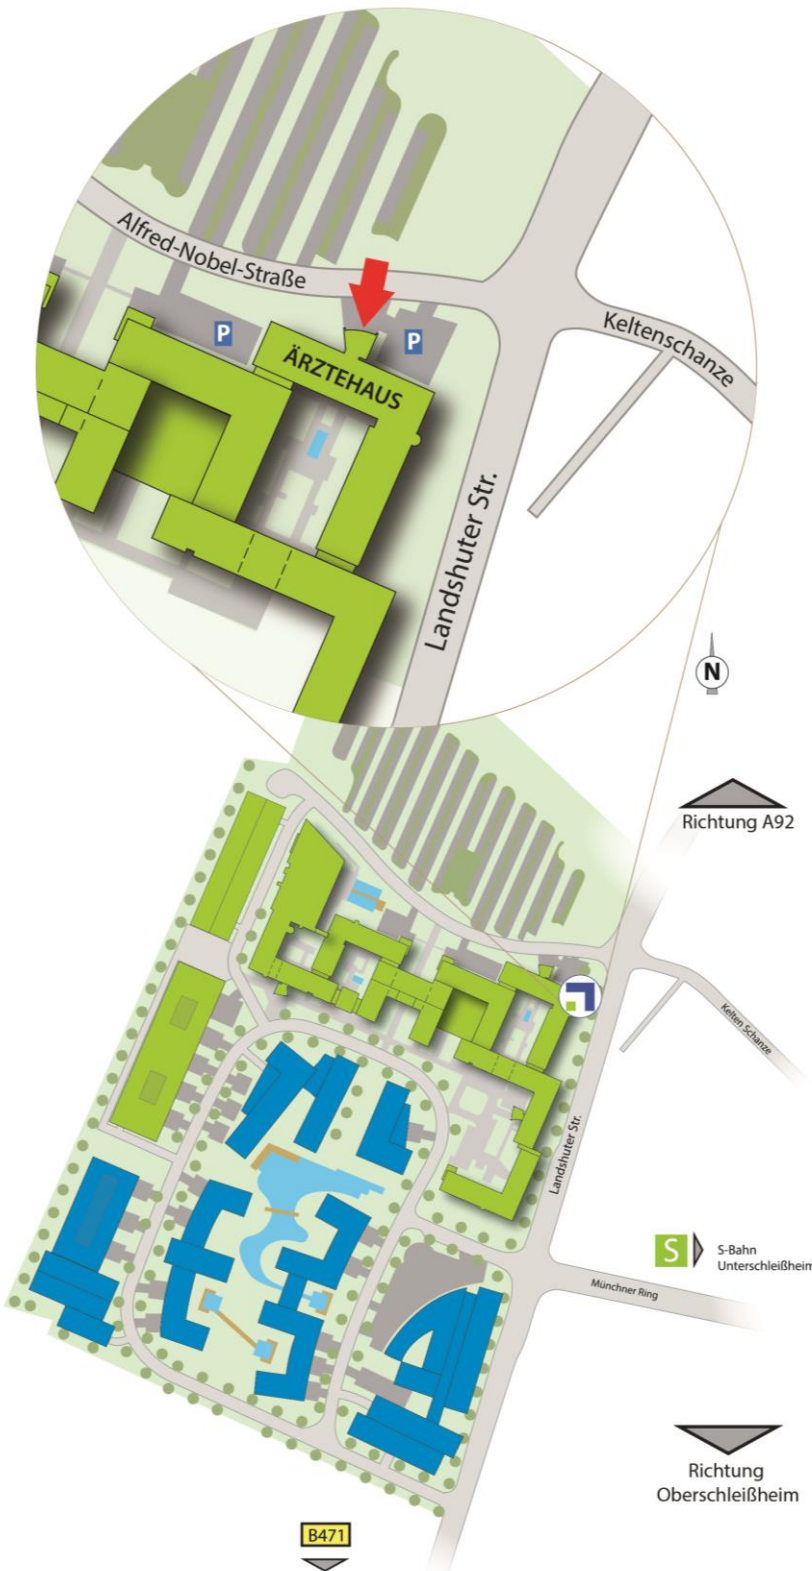 Alfred-Nobel-Straße
P
P
ÄRZTEHAUS
Keltenschanze
Landshuter Str.
N
Richtung A92
Kelten Schanze
Landshuter Str.
S
S-Bahn
Unterschleißheim
Münchner Ring
Richtung
Oberschleißheim
B471